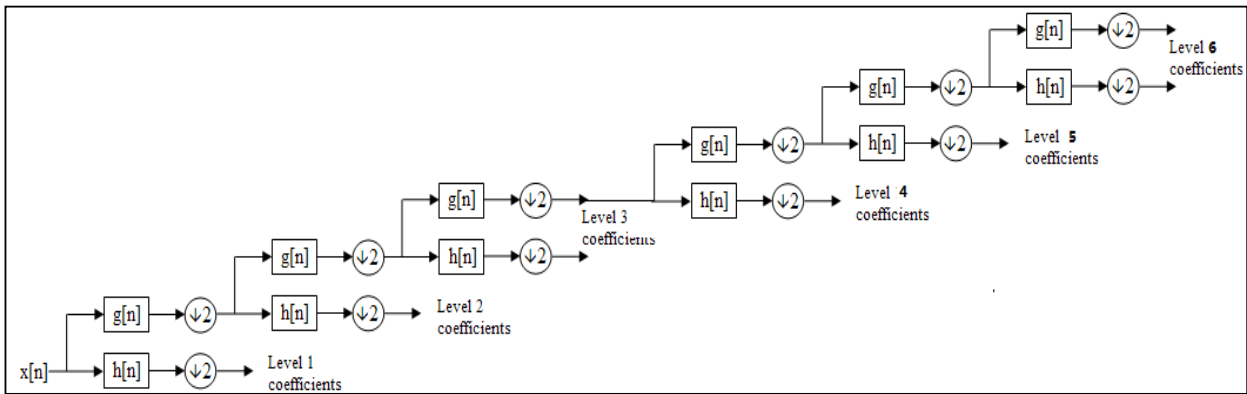 g[n] ↓2
Level 6
coefficients
g[n] ↓2 h[n] ↓2
g[n] ↓2 h[n] ↓2
Level 5
coefficients
g[n] ↓2 h[n] ↓2
Level 4
coefficients
Level 3
coefficients
g[n] ↓2 h[n] ↓2
g[n] ↓2 h[n] ↓2
Level 2
coefficients
x[n] h[n] ↓2
Level 1
coefficients